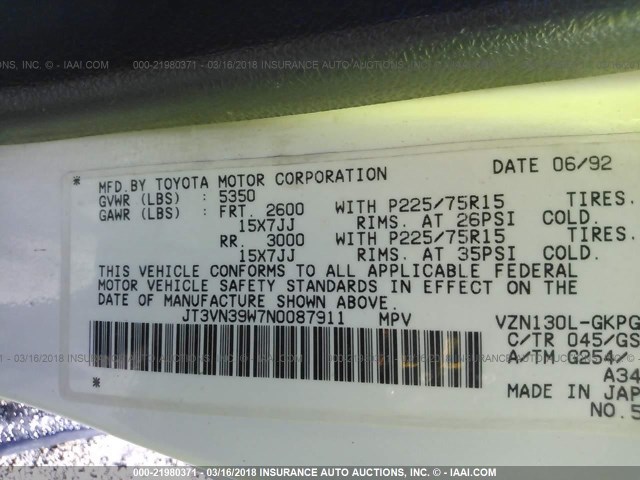 000-21980371 - 03/16/2018 INSURANCE AUTO AUCTIONS, INC. - IAAI.COM
MFD.BY TOYOTA MOTOR CORPORATION DATE 06/92
GVWR (LBS) : 5350
GAWR (LBS) : FRT. 2600 WITH P225/75R15 TIRES.
15X7JJ RIMS. AT 26PSI COLD.
RR. 3000 WITH P225/75R15 TIRES.
15X7JJ RIMS. AT 35PSI COLD.
THIS VEHICLE CONFORMS TO ALL APPLICABLE FEDERAL
MOTOR VEHICLE SAFETY STANDARDS IN EFFECT ON THE
DATE OF MANUFACTURE SHOWN ABOVE.
JT3VN39W7N0087911 MPV VZN130L-GKPG
C/TR 045/GS
A/TM G254/
A34
MADE IN JAP
NO.5
000-21980371 - 03/16/2018 INSURANCE AUTO AUCTIONS, INC. - IAAI.COM